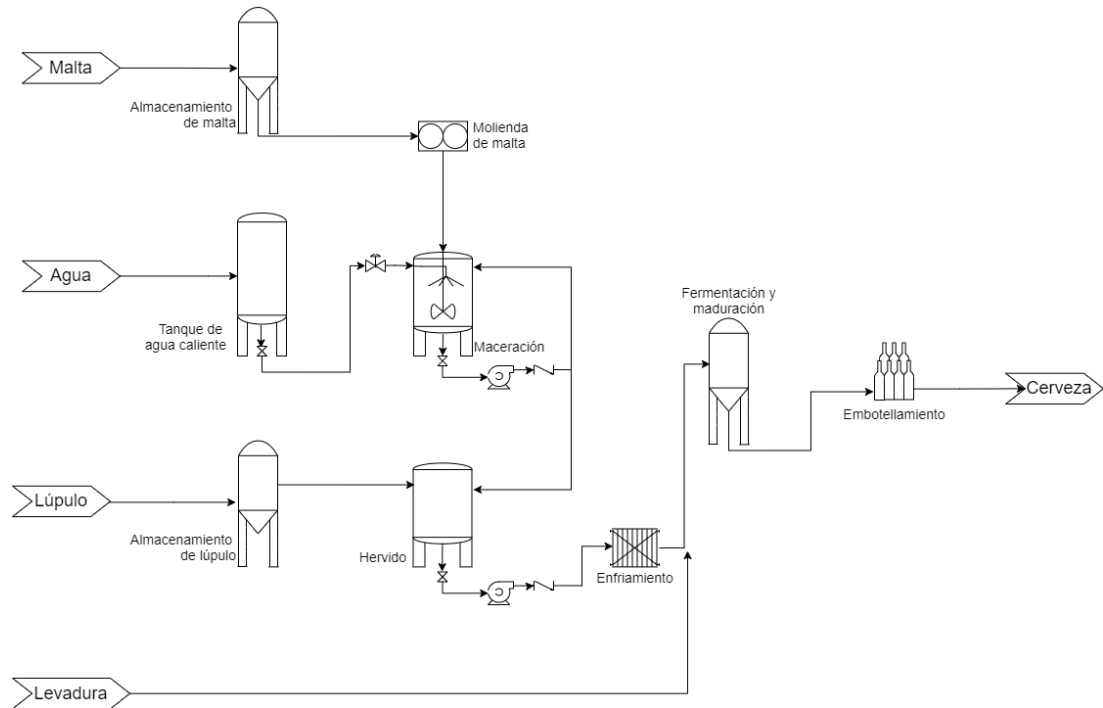 Malta
Almacenamiento
de malta
Molienda
de malta
Agua
Tanque de
agua caliente
Maceración
Fermentación y
maduración
Embotellamiento
Cerveza
Lúpulo
Almacenamiento
de lúpulo
Hervido
Enfriamiento
Levadura